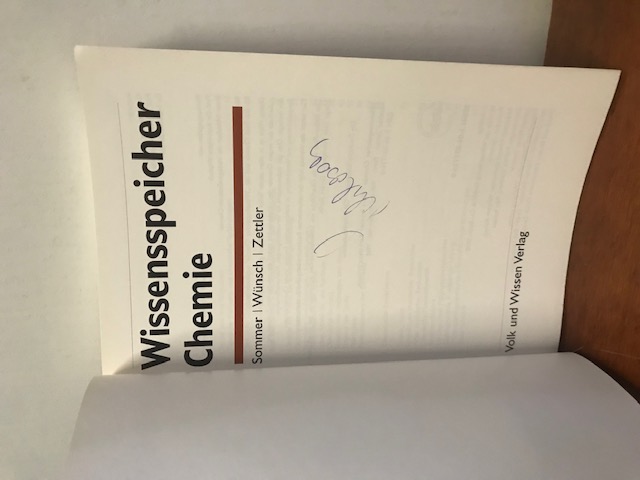 Wissensspeicher
Chemie
Sommer | Wünsch | Zettler
Volk und Wissen Verlag